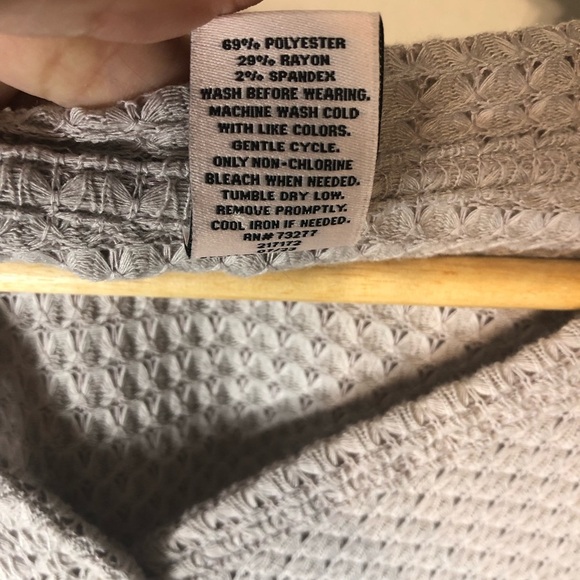 69% POLYESTER
29% RAYON
2% SPANDEX
WASH BEFORE WEARING.
MACHINE WASH COLD
WITH LIKE COLORS.
GENTLE CYCLE.
ONLY NON-CHLORINE
BLEACH WHEN NEEDED.
TUMBLE DRY LOW.
REMOVE PROMPTLY.
COOL IRON IF NEEDED.
RN# 73277
217172